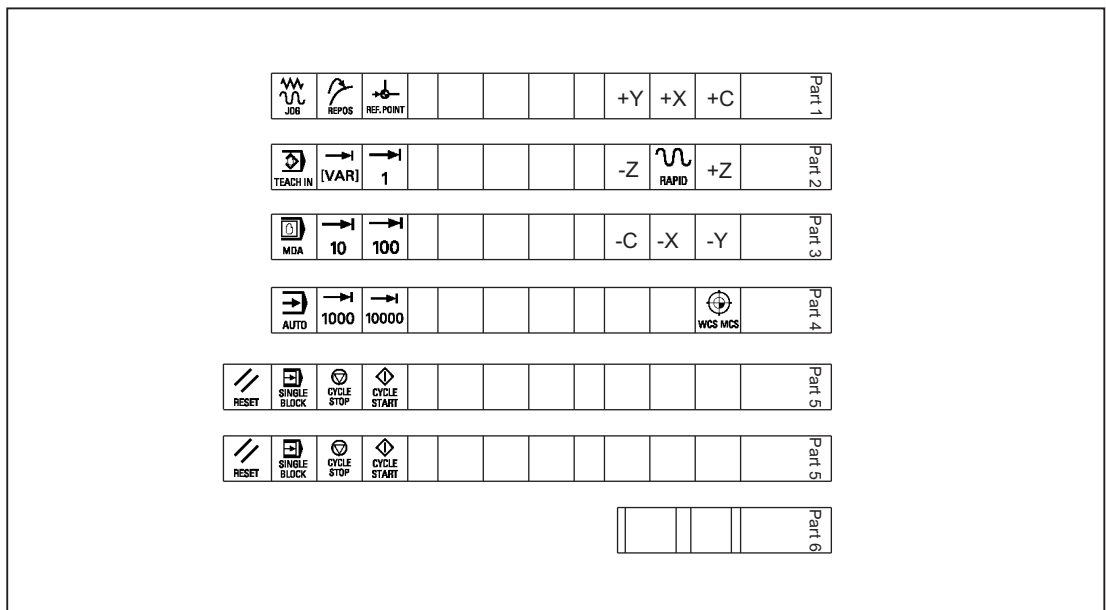 JOG REPOS REF. POINT +Y +X +C Part 1
TEACH IN [VAR] 1 -Z RAPID +Z Part 2
MDA 10 100 -C -X -Y Part 3
AUTO 1000 10000 WCS MCS Part 4
RESET SINGLE BLOCK CYCLE STOP CYCLE START Part 5
RESET SINGLE BLOCK CYCLE STOP CYCLE START Part 5
Part 6